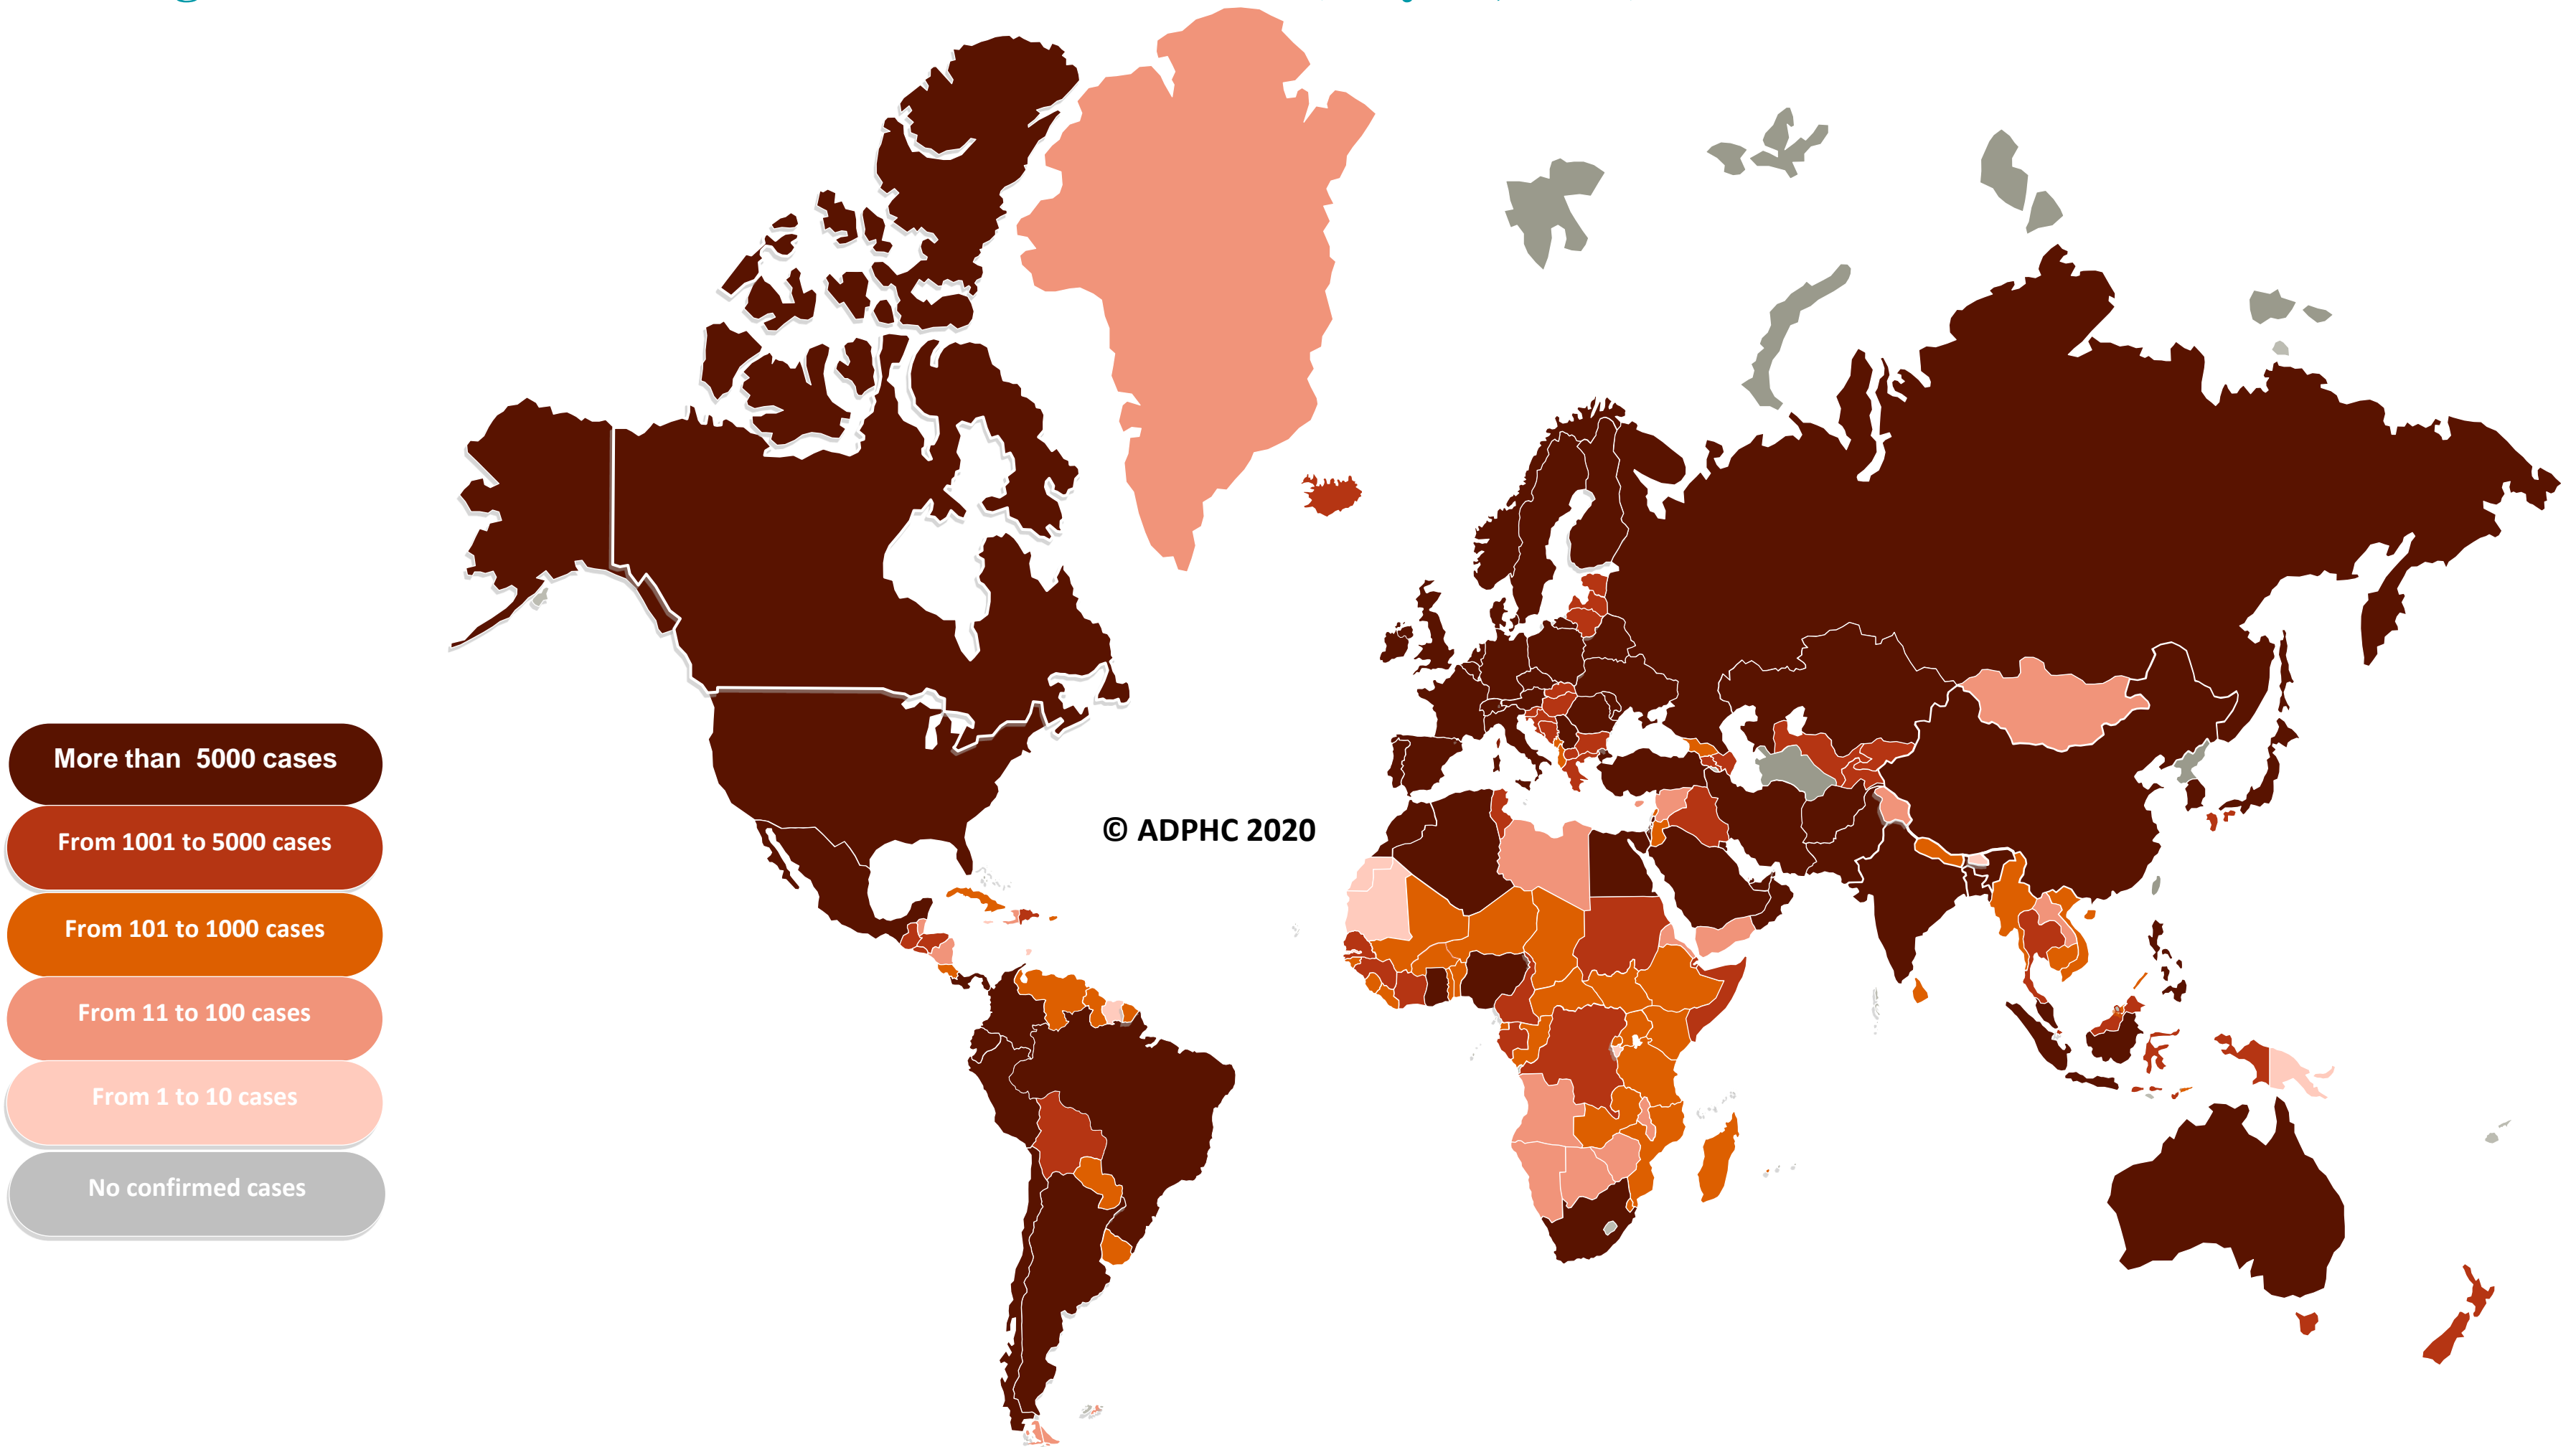 More than 5000 cases
From 1001 to 5000 cases
© ADPHC 2020
From 101 to 1000 cases
From 11 to 100 cases
From 1 to 10 cases
No confirmed cases